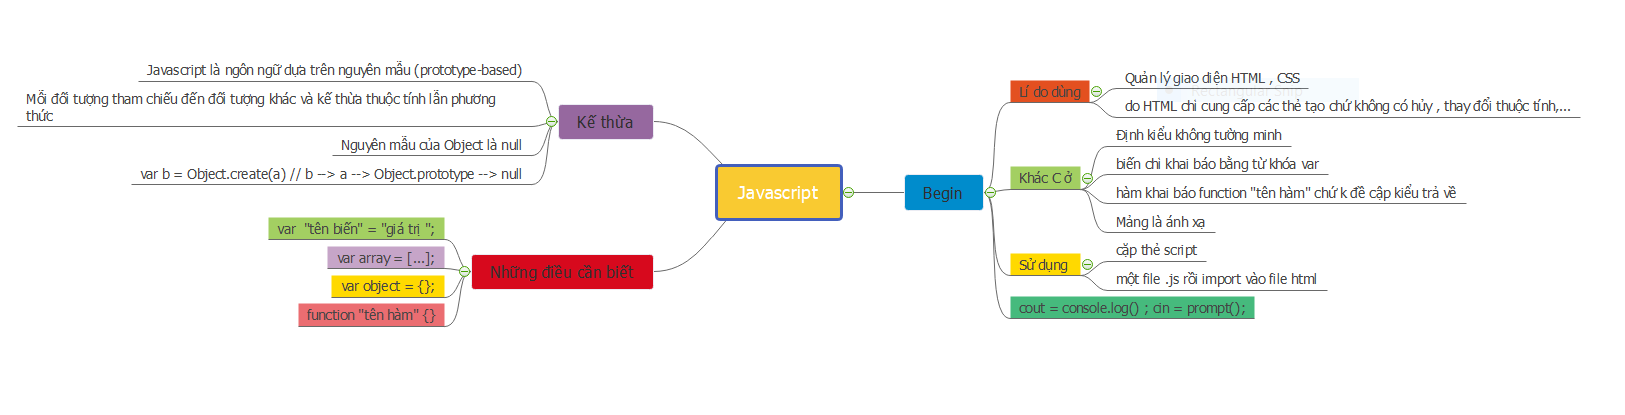 Javascript
Begin
Lí do dùng
Quản lý giao diện HTML , CSS
do HTML chỉ cung cấp các thẻ tạo chứ không có hủy , thay đổi thuộc tính,...
Khác C ở
Định kiểu không tường minh
biến chỉ khai báo bằng từ khóa var
hàm khai báo function "tên hàm" chứ k đề cập kiểu trả về
Mảng là ánh xạ
Sử dụng
cặp thẻ script
một file .js rồi import vào file html
cout = console.log() ; cin = prompt();
Kế thừa
Javascript là ngôn ngữ dựa trên nguyên mẫu (prototype-based)
Mỗi đối tượng tham chiếu đến đối tượng khác và kế thừa thuộc tính lẫn phương
thức
Nguyên mẫu của Object là null
var b = Object.create(a) // b --> a --> Object.prototype --> null
Những điều cần biết
var "tên biến" = "giá trị ";
var array = [...];
var object = {};
function "tên hàm" {}
Rectangular Snip